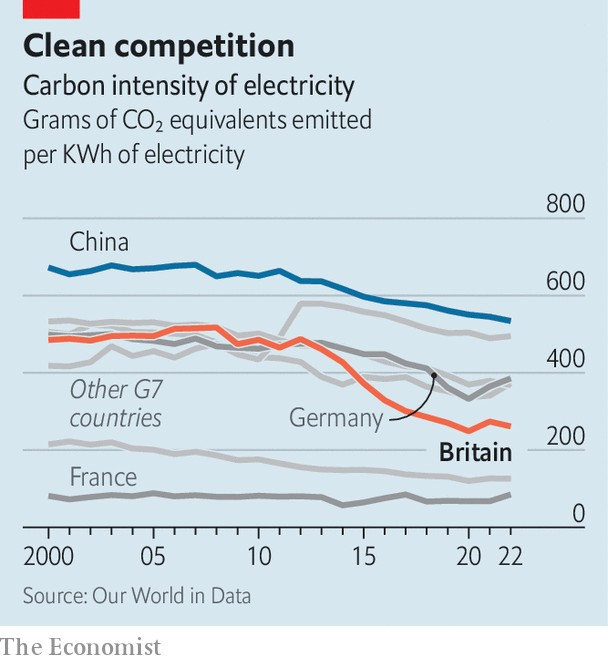 Clean competition
Carbon intensity of electricity
Grams of CO₂ equivalents emitted
per KWh of electricity
800
China
600
400
Other G7
countries
Germany
Britain
200
France
0
2000 05 10 15 20 22
Source: Our World in Data
The Economist